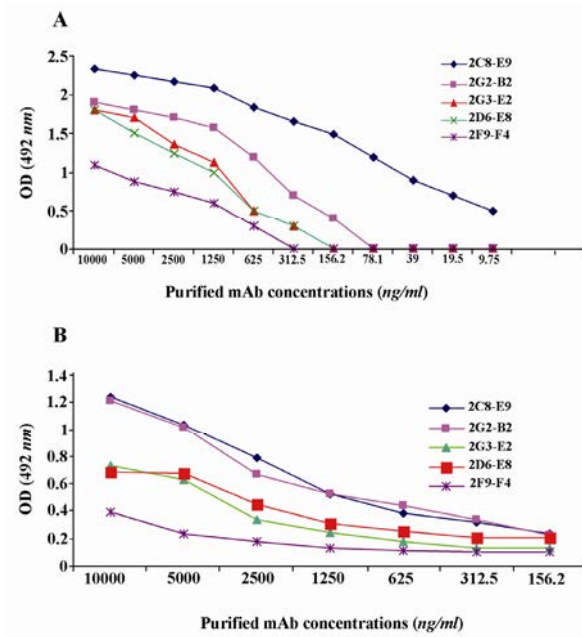 A
2.5
2
1.5
1
0.5
0
OD (492 nm)
2C8-E9
2G2-B2
2G3-E2
2D6-E8
2F9-F4
10000 5000 2500 1250 625 312.5 156.2 78.1 39 19.5 9.75
Purified mAb concentrations (ng/ml)
B
1.4
1.2
1
0.8
0.6
0.4
0.2
0
OD (492 nm)
2C8-E9
2G2-B2
2G3-E2
2D6-E8
2F9-F4
10000 5000 2500 1250 625 312.5 156.2
Purified mAb concentrations (ng/ml)